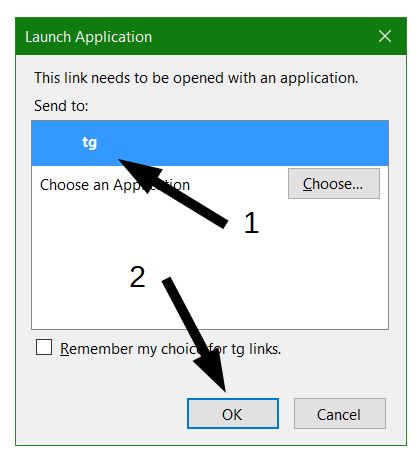 Launch Application
This link needs to be opened with an application.
Send to:
tg
Choose an Application
Choose...
1
2
Remember my choice for tg links.
OK
Cancel